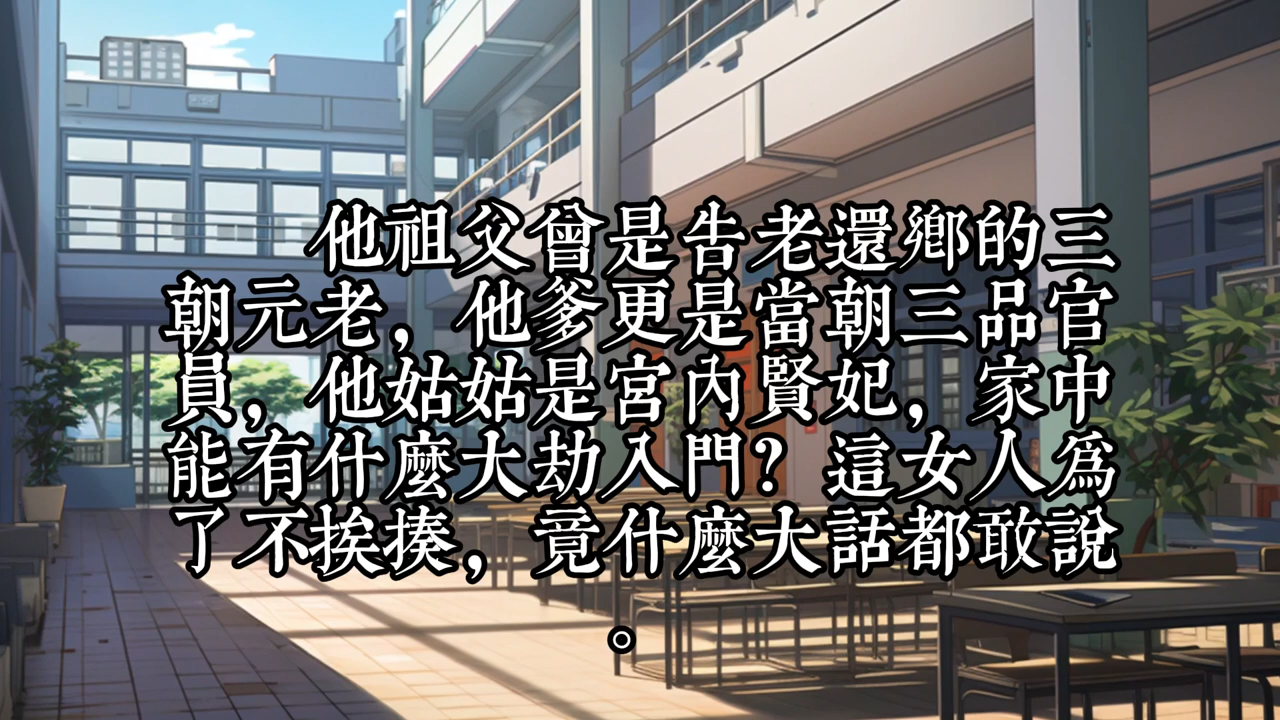 他祖父曾是告老還鄉的三
朝元老，他爹更是當朝三品官
員，他姑姑是宮內賢妃，家中
能有什麼大劫入門？這女人爲
了不挨揍，竟什麼大話都敢說
。